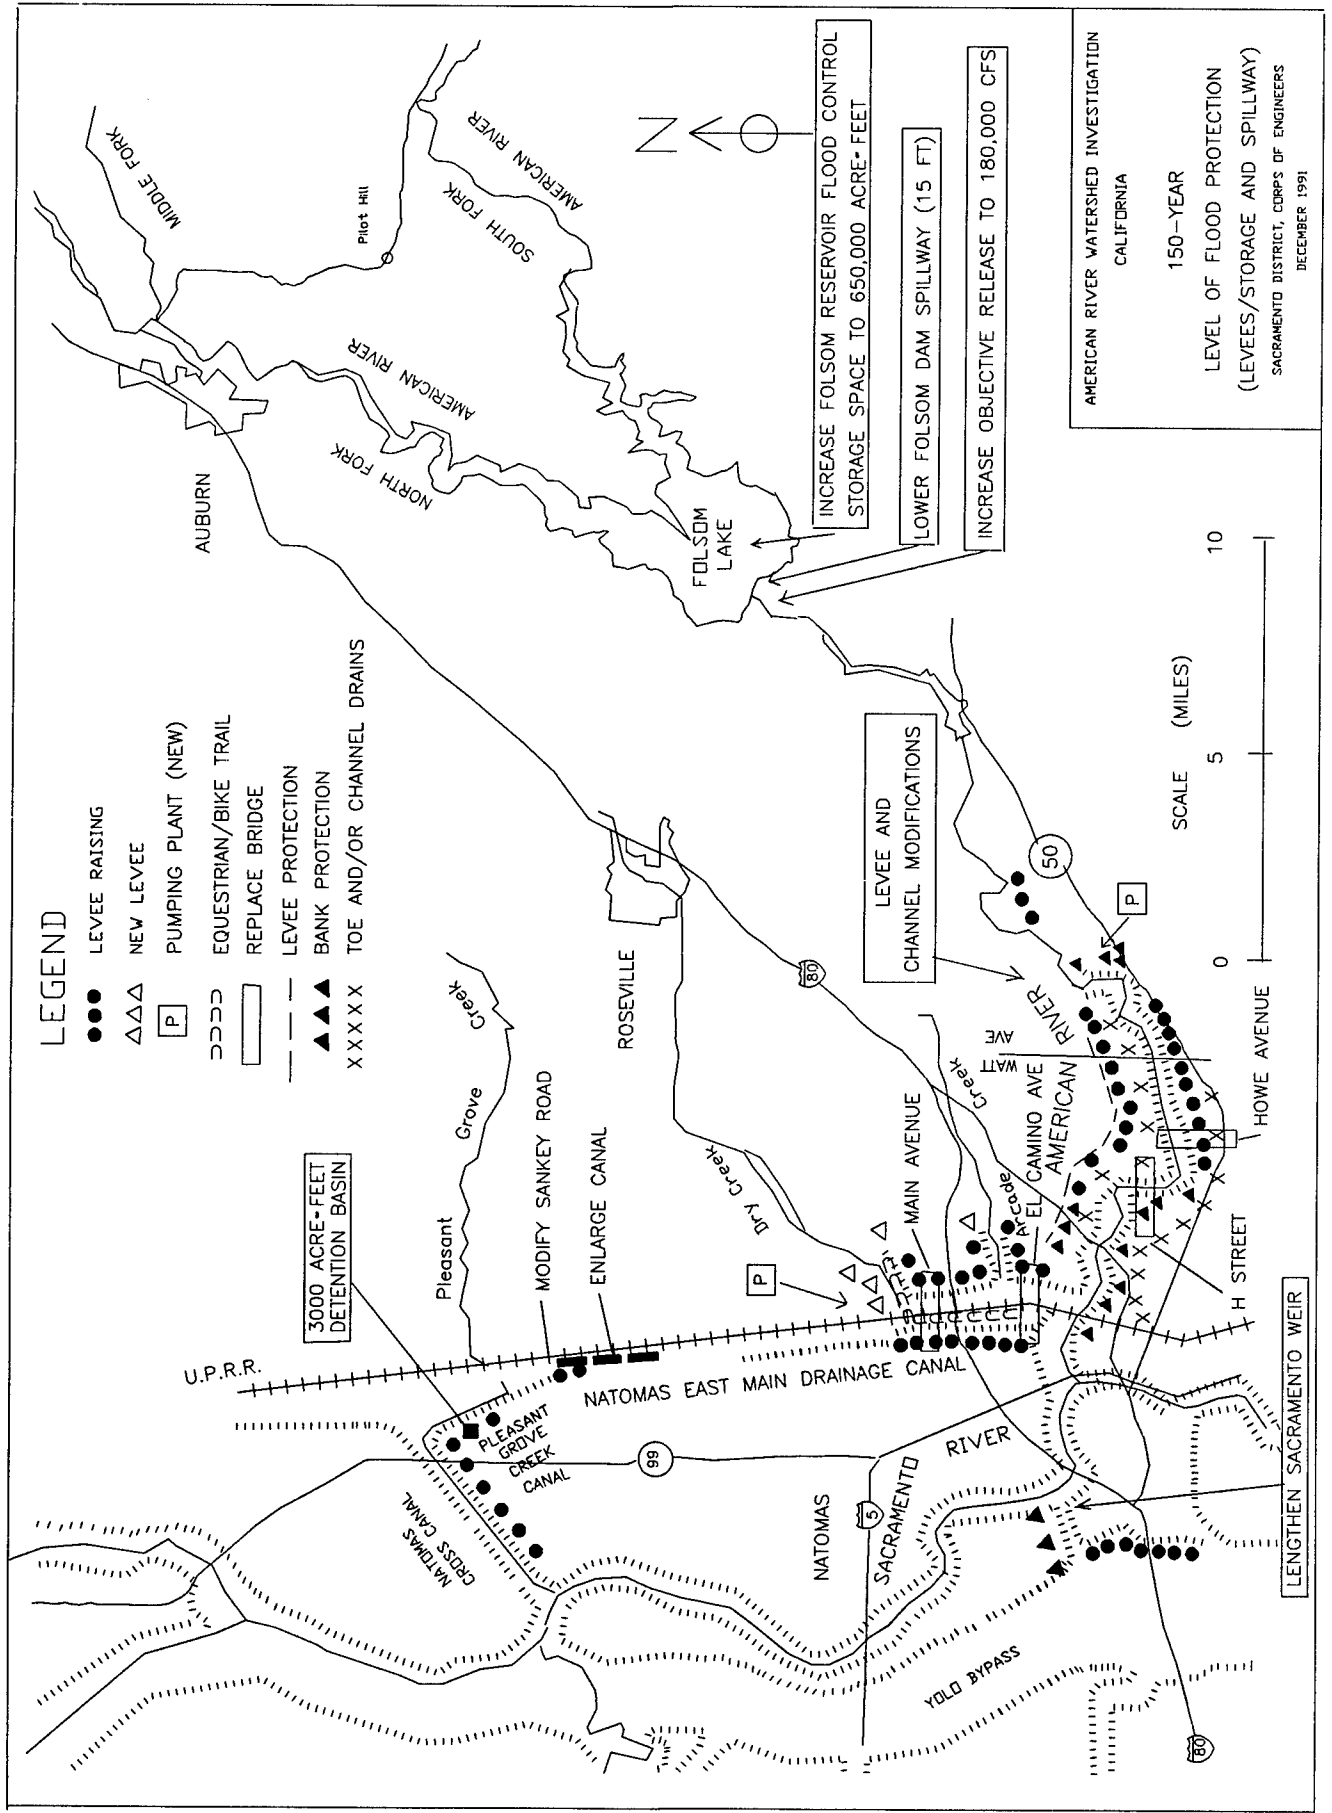 LEGEND
LEVEE RAISING
NEW LEVEE
P
PUMPING PLANT (NEW)
EQUESTRIAN/BIKE TRAIL
REPLACE BRIDGE
LEVEE PROTECTION
BANK PROTECTION
XXXX
TOE AND/OR CHANNEL DRAINS
MIDDLE FORK
Pilot Hill
AMERICAN RIVER
SOUTH FORK
AMERICAN RIVER
NORTH FORK
AUBURN
FOLSOM
LAKE
N
INCREASE FOLSOM RESERVOIR FLOOD CONTROL
STORAGE SPACE TO 650,000 ACRE-FEET
LOWER FOLSOM DAM SPILLWAY (15 FT)
INCREASE OBJECTIVE RELEASE TO 180,000 CFS
3000 ACRE-FEET
DETENTION BASIN
Pleasant
Grove
Creek
MODIFY SANKEY ROAD
ENLARGE CANAL
ROSEVILLE
80
U.P.R.R.
Dry Creek
P
MAIN AVENUE
Arcade
Creek
EL CAMINO AVE
AMERICAN
RIVER
WATT
AVE
LEVEE AND
CHANNEL MODIFICATIONS
50
P
HOWE AVENUE
H STREET
NATOMAS EAST MAIN DRAINAGE CANAL
PLEASANT
GROVE
CREEK
CANAL
NATOMAS
CROSS CANAL
99
NATOMAS
5
SACRAMENTO
RIVER
YOLO BYPASS
80
LENGTHEN SACRAMENTO WEIR
0
5
10
SCALE (MILES)
AMERICAN RIVER WATERSHED INVESTIGATION
CALIFORNIA
150-YEAR
LEVEL OF FLOOD PROTECTION
(LEVEES/STORAGE AND SPILLWAY)
SACRAMENTO DISTRICT, CORPS OF ENGINEERS
DECEMBER 1991